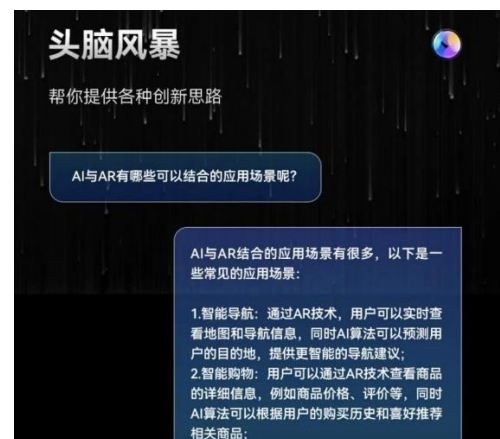 头脑风暴
帮你提供各种创新思路
AI与AR有哪些可以结合的应用场景呢?
AI与AR结合的应用场景有很多，以下是一
些常见的应用场景：
1.智能导航：通过AR技术，用户可以实时查
看地图和导航信息，同时AI算法可以预测用
户的目的地，提供更智能的导航建议;
2.智能购物：用户可以通过AR技术查看商品
的详细信息，例如商品价格、评价等，同时
AI算法可以根据用户的购买历史和喜好推荐
相关商品;